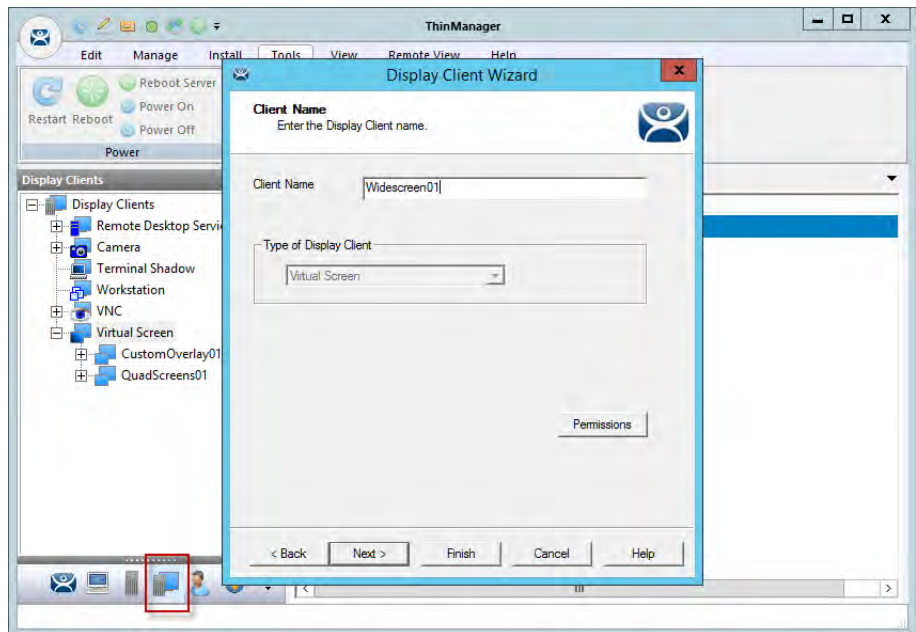 ThinManager
Edit Manage Install Tools View Remote View Help
Restart Reboot
Reboot Server
Power On
Power Off
Power
Display Clients
Display Clients
Remote Desktop Servi
Camera
Terminal Shadow
Workstation
VNC
Virtual Screen
CustomOverlay01
QuadScreens01
Display Client Wizard
x
Client Name
Enter the Display Client name.
Client Name Widescreen01
Type of Display Client
Virtual Screen
Permissions
< Back Next > Finish Cancel Help